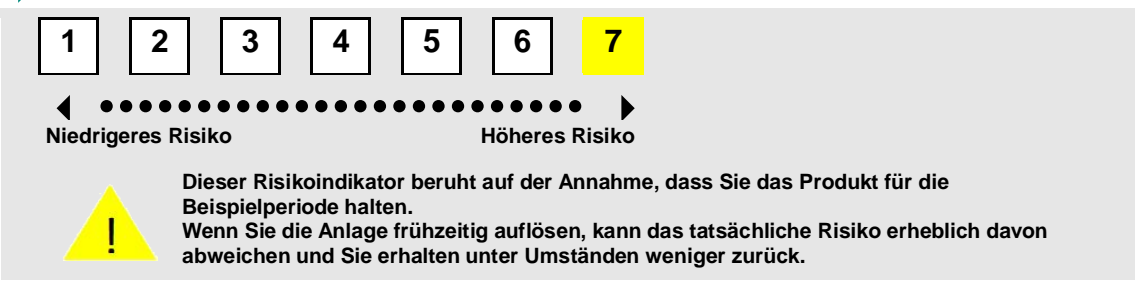 1 2 3 4 5 6 7
Niedrigeres Risiko Höheres Risiko
Dieser Risikoindikator beruht auf der Annahme, dass Sie das Produkt für die
Beispielperiode halten.
Wenn Sie die Anlage frühzeitig auflösen, kann das tatsächliche Risiko erheblich davon
abweichen und Sie erhalten unter Umständen weniger zurück.
!